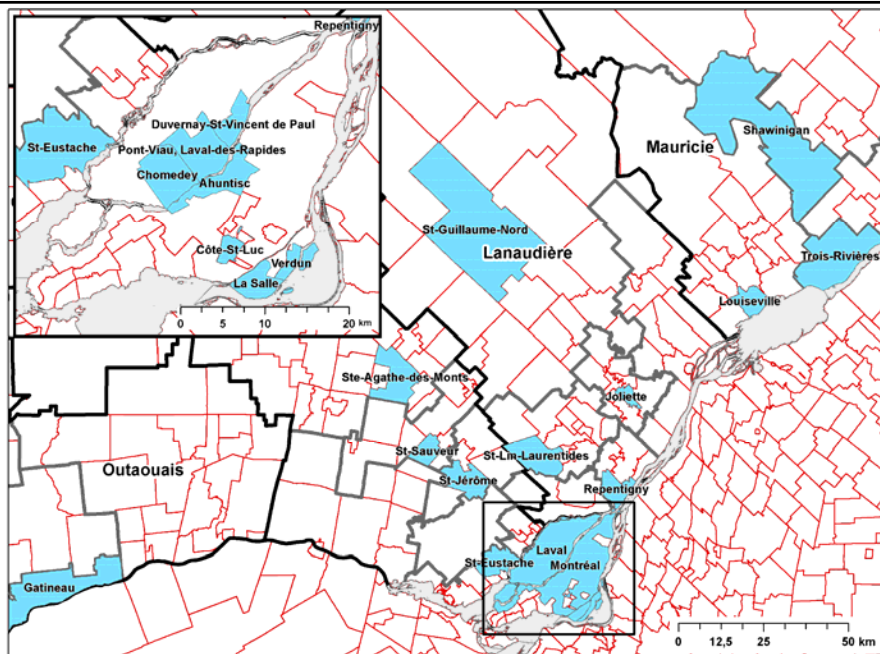 Repentigny
Duvernay-St-Vincent de Paul
St-Eustache
Pont-Viau, Laval-des-Rapides
Chomedey
Ahuntisc
Côte-St-Luc
Verdun
La Salle
0 5 10 20 km
Mauricie
Shawinigan
St-Guillaume-Nord
Lanaudière
Trois-Rivières
Louiseville
Ste-Agathe-des-Monts
Joliette
St-Sauveur
St-Lin-Laurentides
Outaouais
St-Jérôme
Repentigny
Laval
St-Eustache
Montréal
Gatineau
0 12,5 25 50 km